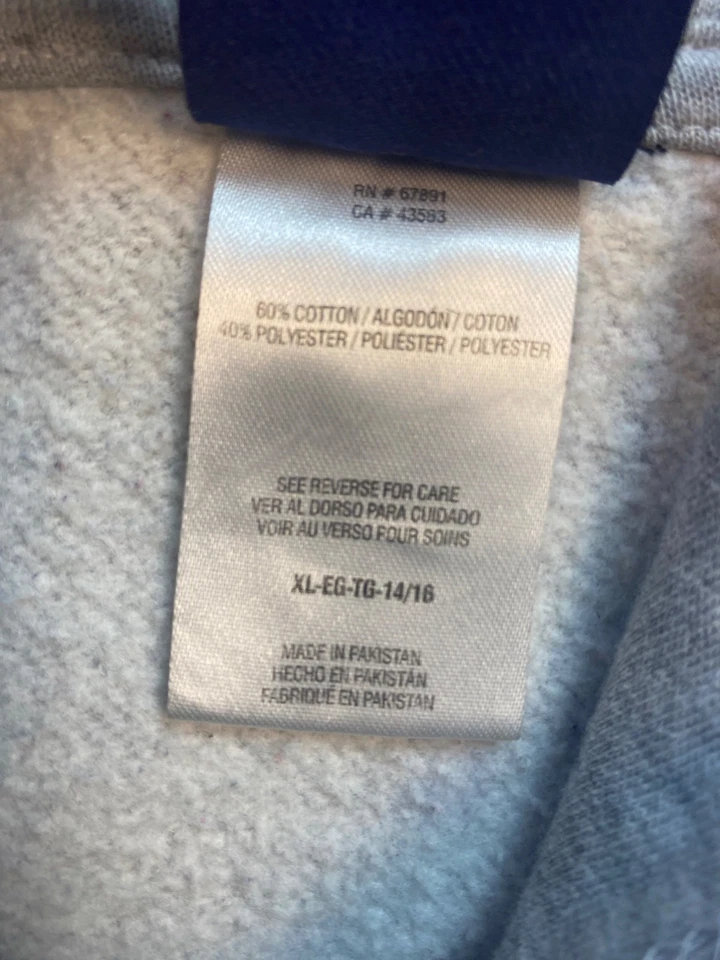 RN # 67891
CA # 43563
60% COTTON / ALGODÓN / COTON
40% POLYESTER / POLIÉSTER / POLYESTER
SEE REVERSE FOR CARE
VER AL DORSO PARA CUIDADO
VOIR AU VERSO POUR SOINS
XL-EG-TG-14/16
MADE IN PAKISTAN
HECHO EN PAKISTÁN
FABRIQUÉ EN PAKISTAN